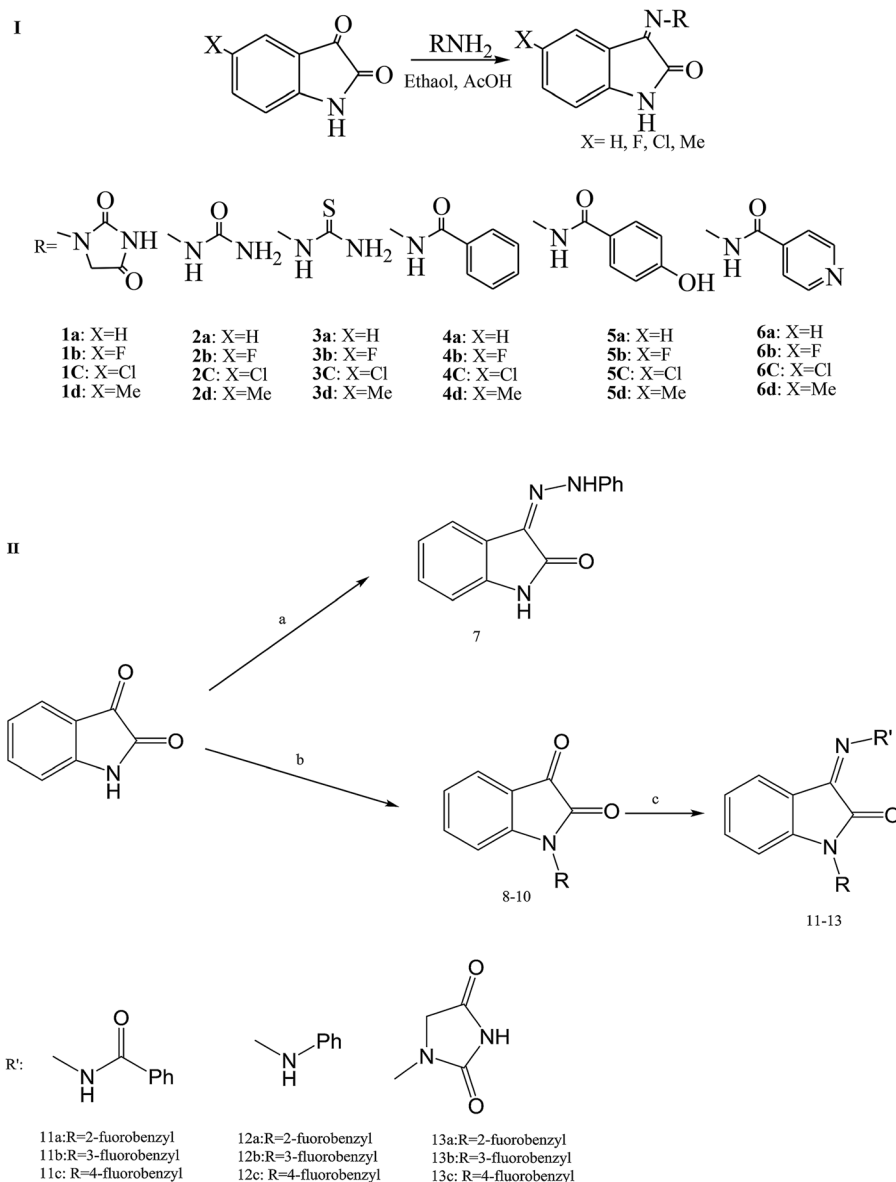 I
X
O
O
N
H
RNH2
Ethaol, AcOH
X
N-R
O
N
H
X= H, F, Cl, Me
R=
N
O
NH
O
O
N
H
NH2
S
N
H
NH2
O
N
H
O
N
H
OH
O
N
H
N
1a: X=H
1b: X=F
1C: X=Cl
1d: X=Me
2a: X=H
2b: X=F
2C: X=Cl
2d: X=Me
3a: X=H
3b: X=F
3C: X=Cl
3d: X=Me
4a: X=H
4b: X=F
4C: X=Cl
4d: X=Me
5a: X=H
5b: X=F
5C: X=Cl
5d: X=Me
6a: X=H
6b: X=F
6C: X=Cl
6d: X=Me
II
O
O
N
H
a
N
NHPh
O
N
H
7
b
O
O
N
R
8-10
c
N
R'
O
N
R
11-13
R':
O
N
H
Ph
N
H
Ph
O
NH
N
O
11a:R=2-fuorobenzyl
11b:R=3-fluorobenzyl
11c: R=4-fluorobenzyl
12a:R=2-fuorobenzyl
12b:R=3-fluorobenzyl
12c: R=4-fluorobenzyl
13a:R=2-fuorobenzyl
13b:R=3-fluorobenzyl
13c: R=4-fluorobenzyl